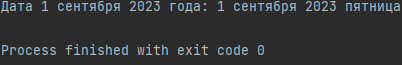 Дата 1 сентября 2023 года: 1 сентября 2023 пятница
Process finished with exit code 0